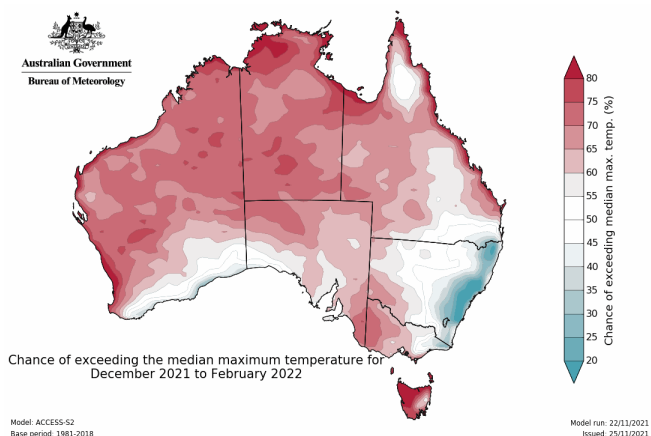 Australian Government
Bureau of Meteorology
80
75
70
65
60
55
50
45
40
35
30
25
20
Chance of exceeding median max. temp. (%)
Chance of exceeding the median maximum temperature for
December 2021 to February 2022
Model: ACCESS-S2
Base period: 1981-2018
Model run: 22/11/2021
Issued: 25/11/2021